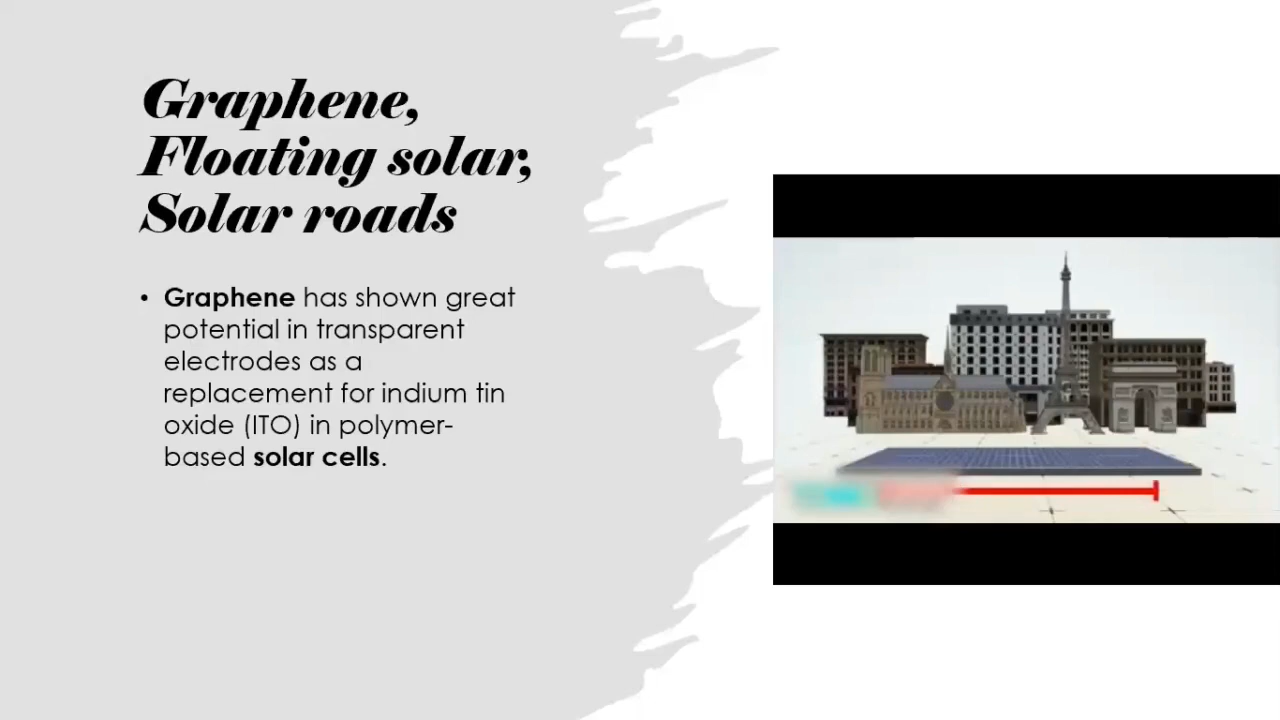 Graphene,
Floating solar,
Solar roads
• Graphene has shown great
potential in transparent
electrodes as a
replacement for indium tin
oxide (ITO) in polymer-
based solar cells.